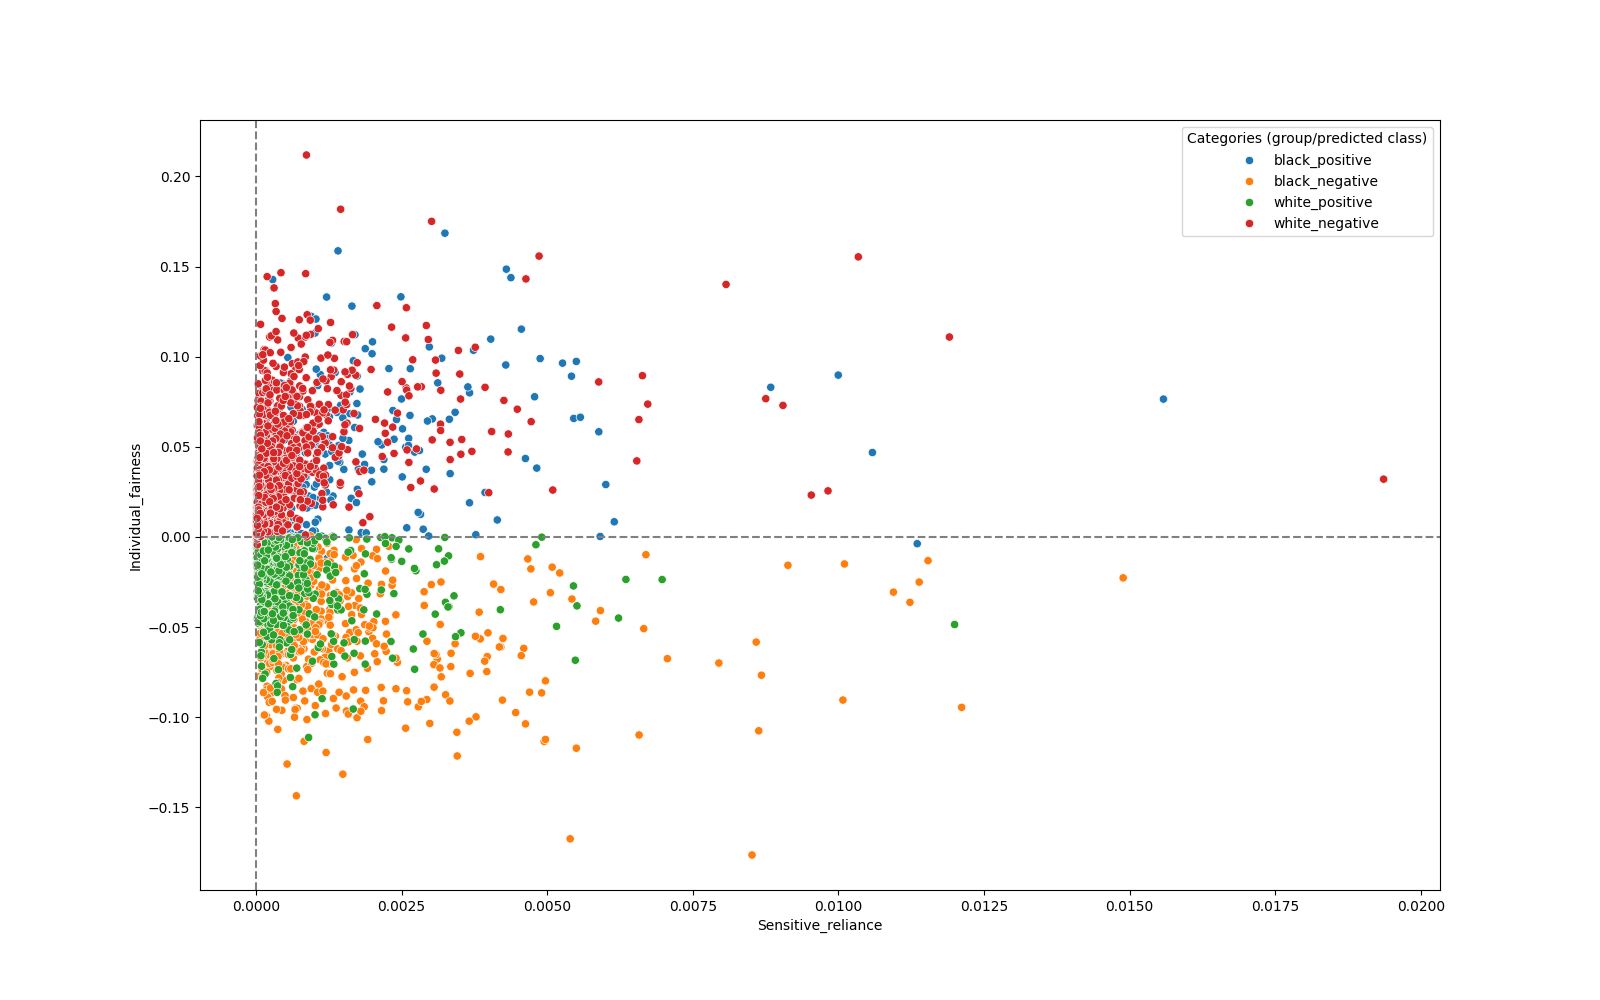 Categories (group/predicted class)
black_positive
black_negative
white_positive
white_negative
0.20
0.15
0.10
0.05
0.00
−0.05
−0.10
−0.15
Individual_fairness
0.0000
0.0025
0.0050
0.0075
0.0100
0.0125
0.0150
0.0175
0.0200
Sensitive_reliance